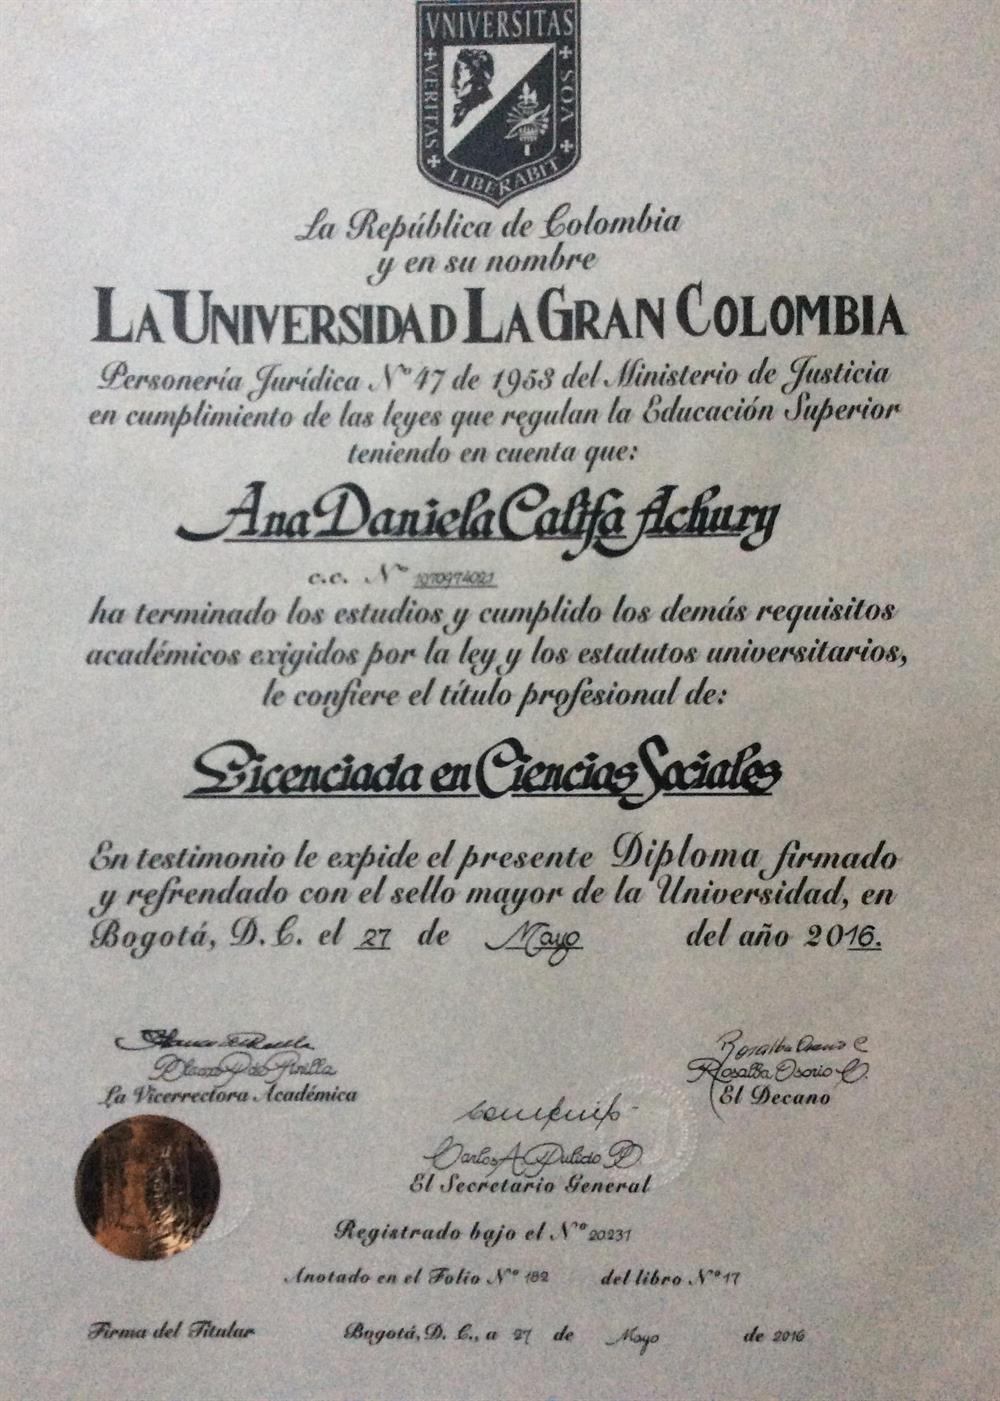 VNIVERSITAS
VERITAS
SOA
LIBERABIT
La República de Colombia
y en su nombre
LA UNIVERSIDAD LA GRAN COLOMBIA
Personería Jurídica Nº 47 de 1953 del Ministerio de Justicia
en cumplimiento de las leyes que regulan la Educación Superior
teniendo en cuenta que:
Ana Daniela Califa Achury
c.c. Nº 1070974021
ha terminado los estudios y cumplido los demás requisitos
académicos exigidos por la ley y los estatutos universitarios,
le confiere el título profesional de:
Licenciada en Ciencias Sociales
En testimonio le expide el presente Diploma firmado
y refrendado con el sello mayor de la Universidad, en
Bogotá, D. C. el 27 de Mayo del año 2016.
Rosalba Osorio C
Pinilla
Rosalba Osorio C.
La Vicerrectora Académica
El Decano
Carlos A. Pulido
El Secretario General
Registrado bajo el Nº 20231
Anotado en el Folio Nº 182 del libro Nº 17
Firma del Titular Bogotá, D. C., a 27 de Mayo de 2016